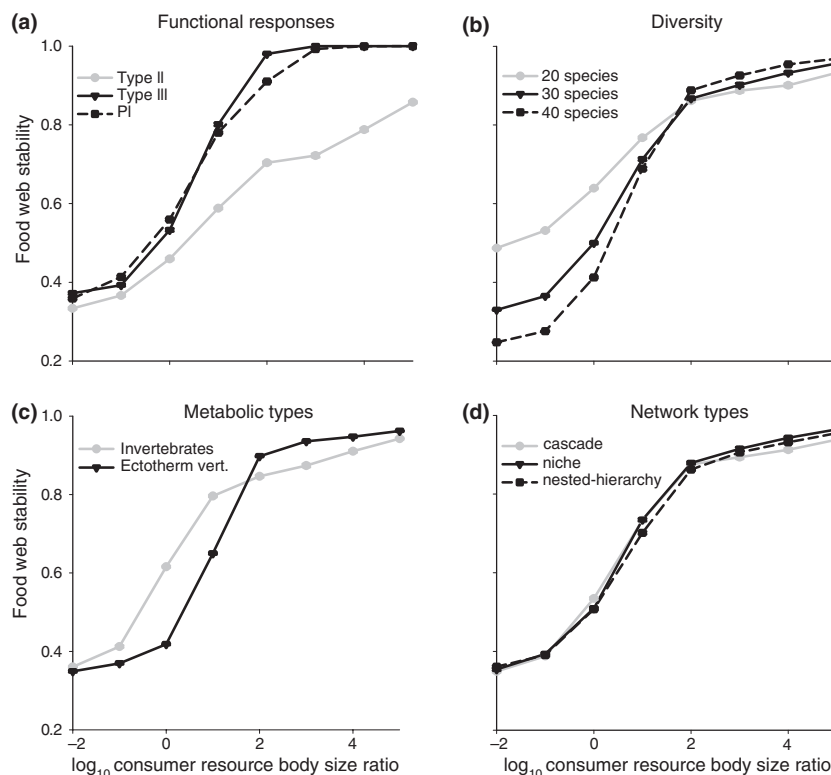 (a) Functional responses
Type II
Type III
PI
1.0
0.8
0.6
0.4
0.2
Food web stability
(b) Diversity
20 species
30 species
40 species
(c) Metabolic types
Invertebrates
Ectotherm vert.
1.0
0.8
0.6
0.4
0.2
Food web stability
−2 0 2 4
log10 consumer resource body size ratio
(d) Network types
cascade
niche
nested-hierarchy
−2 0 2 4
log10 consumer resource body size ratio